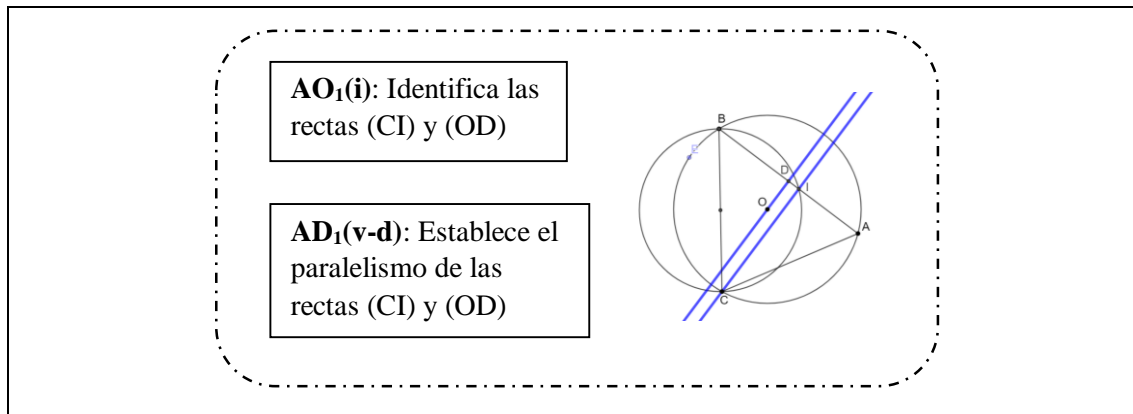 AO₁(i): Identifica las
rectas (CI) y (OD)
AD₁(v-d): Establece el
paralelismo de las
rectas (CI) y (OD)
B
E
D
I
O
A
C